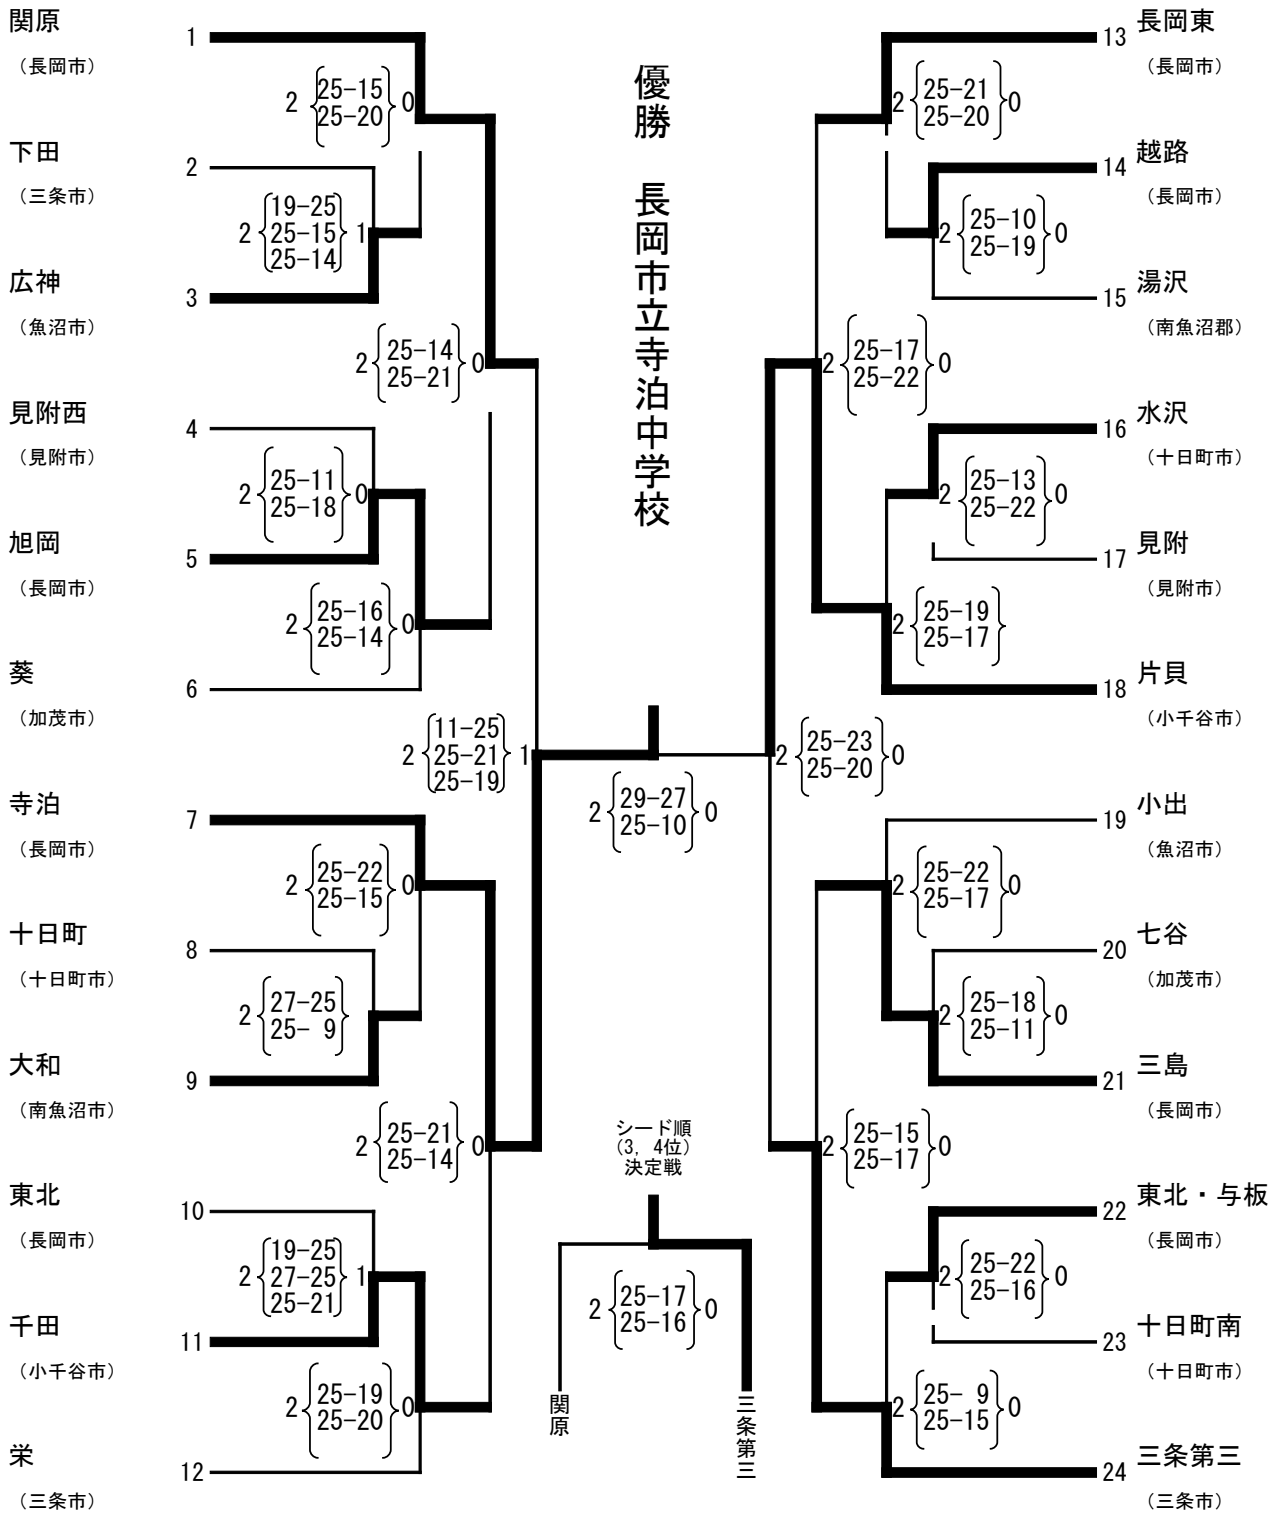 関原
1
（長岡市）
2 25-15 0
25-20
下田
2
（三条市）
19-25
2 25-15 1
25-14
広神
3
（魚沼市）
2 25-14 0
25-21
見附西
4
（見附市）
2 25-11 0
25-18
旭岡
5
（長岡市）
2 25-16 0
25-14
葵
6
（加茂市）
11-25
2 25-21 1
25-19
寺泊
7
（長岡市）
2 25-22 0
25-15
十日町
8
（十日町市）
2 27-25
25- 9
大和
9
（南魚沼市）
2 25-21 0
25-14
東北
10
（長岡市）
19-25
2 27-25 1
25-21
千田
11
（小千谷市）
2 25-19 0
25-20
栄
12
（三条市）
優勝　長岡市立寺泊中学校
2 29-27 0
25-10
シード順
（3, 4位）
決定戦
2 25-17 0
25-16
関原
三条第三
13 長岡東
（長岡市）
2 25-21 0
25-20
14 越路
（長岡市）
2 25-10 0
25-19
15 湯沢
（南魚沼郡）
2 25-17 0
25-22
16 水沢
（十日町市）
2 25-13 0
25-22
17 見附
（見附市）
2 25-19
25-17
18 片貝
（小千谷市）
2 25-23 0
25-20
19 小出
（魚沼市）
2 25-22 0
25-17
20 七谷
（加茂市）
2 25-18 0
25-11
21 三島
（長岡市）
2 25-15 0
25-17
22 東北・与板
（長岡市）
2 25-22 0
25-16
23 十日町南
（十日町市）
2 25- 9 0
25-15
24 三条第三
（三条市）